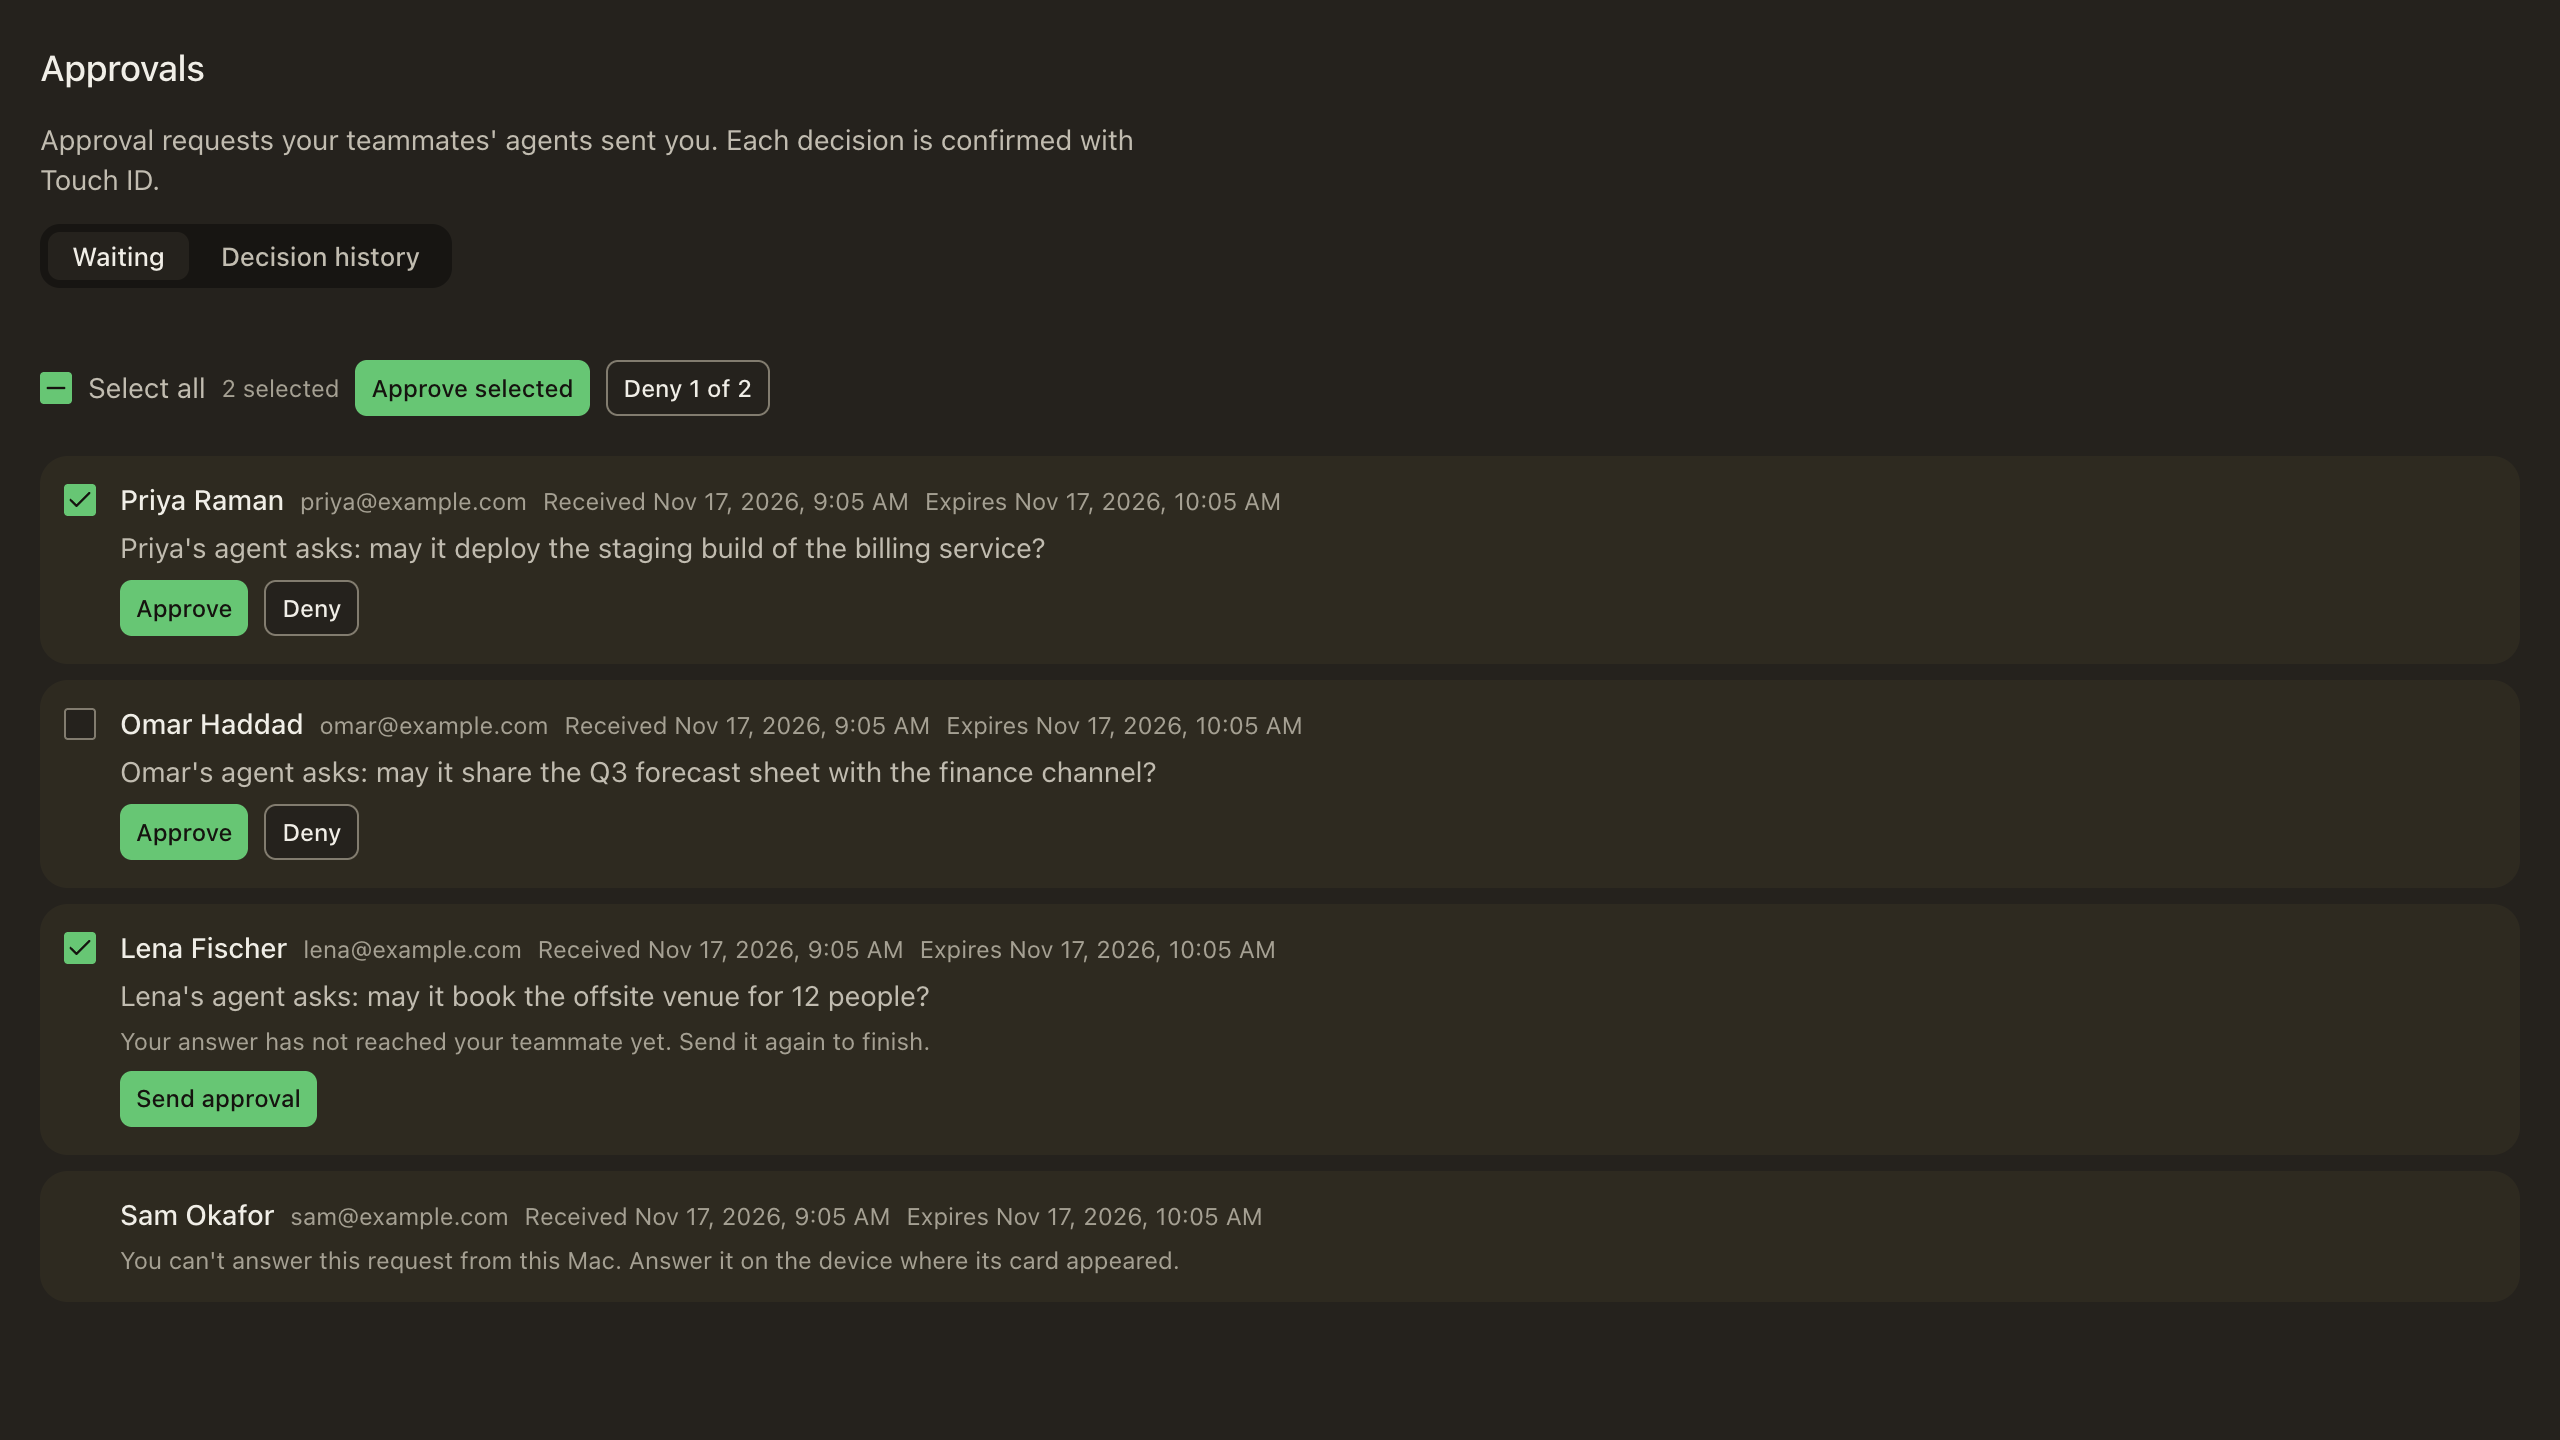 Approvals
Approval requests your teammates' agents sent you. Each decision is confirmed with
Touch ID.
Waiting Decision history
Select all 2 selected Approve selected Deny 1 of 2
Priya Raman priya@example.com Received Nov 17, 2026, 9:05 AM Expires Nov 17, 2026, 10:05 AM
Priya's agent asks: may it deploy the staging build of the billing service?
Approve Deny
Omar Haddad omar@example.com Received Nov 17, 2026, 9:05 AM Expires Nov 17, 2026, 10:05 AM
Omar's agent asks: may it share the Q3 forecast sheet with the finance channel?
Approve Deny
Lena Fischer lena@example.com Received Nov 17, 2026, 9:05 AM Expires Nov 17, 2026, 10:05 AM
Lena's agent asks: may it book the offsite venue for 12 people?
Your answer has not reached your teammate yet. Send it again to finish.
Send approval
Sam Okafor sam@example.com Received Nov 17, 2026, 9:05 AM Expires Nov 17, 2026, 10:05 AM
You can't answer this request from this Mac. Answer it on the device where its card appeared.